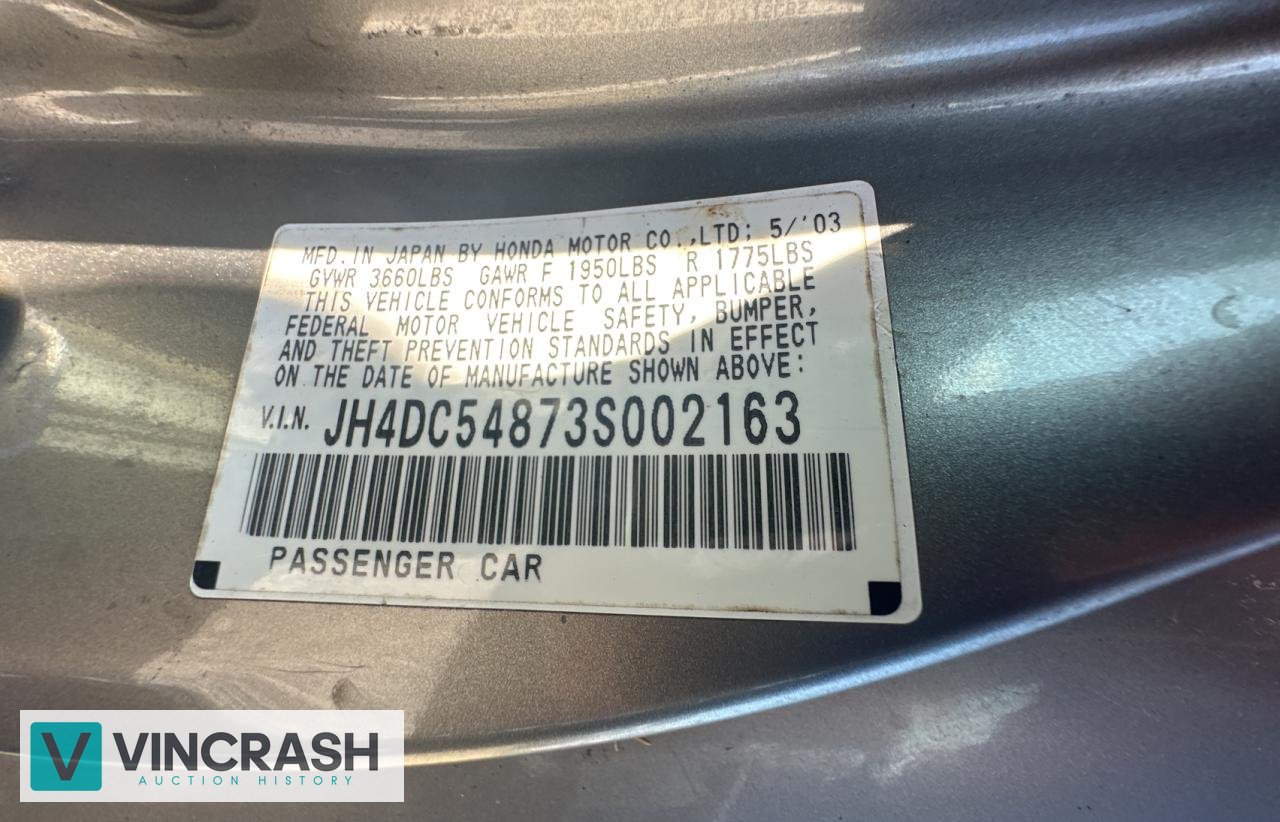 MFD. IN JAPAN BY HONDA MOTOR CO.,LTD; 5/'03
GVWR 3660LBS GAWR F 1950LBS R 1775LBS
THIS VEHICLE CONFORMS TO ALL APPLICABLE
FEDERAL MOTOR VEHICLE SAFETY, BUMPER,
AND THEFT PREVENTION STANDARDS IN EFFECT
ON THE DATE OF MANUFACTURE SHOWN ABOVE:
V.I.N. JH4DC54873S002163
PASSENGER CAR
V VINCRASH
AUCTION HISTORY